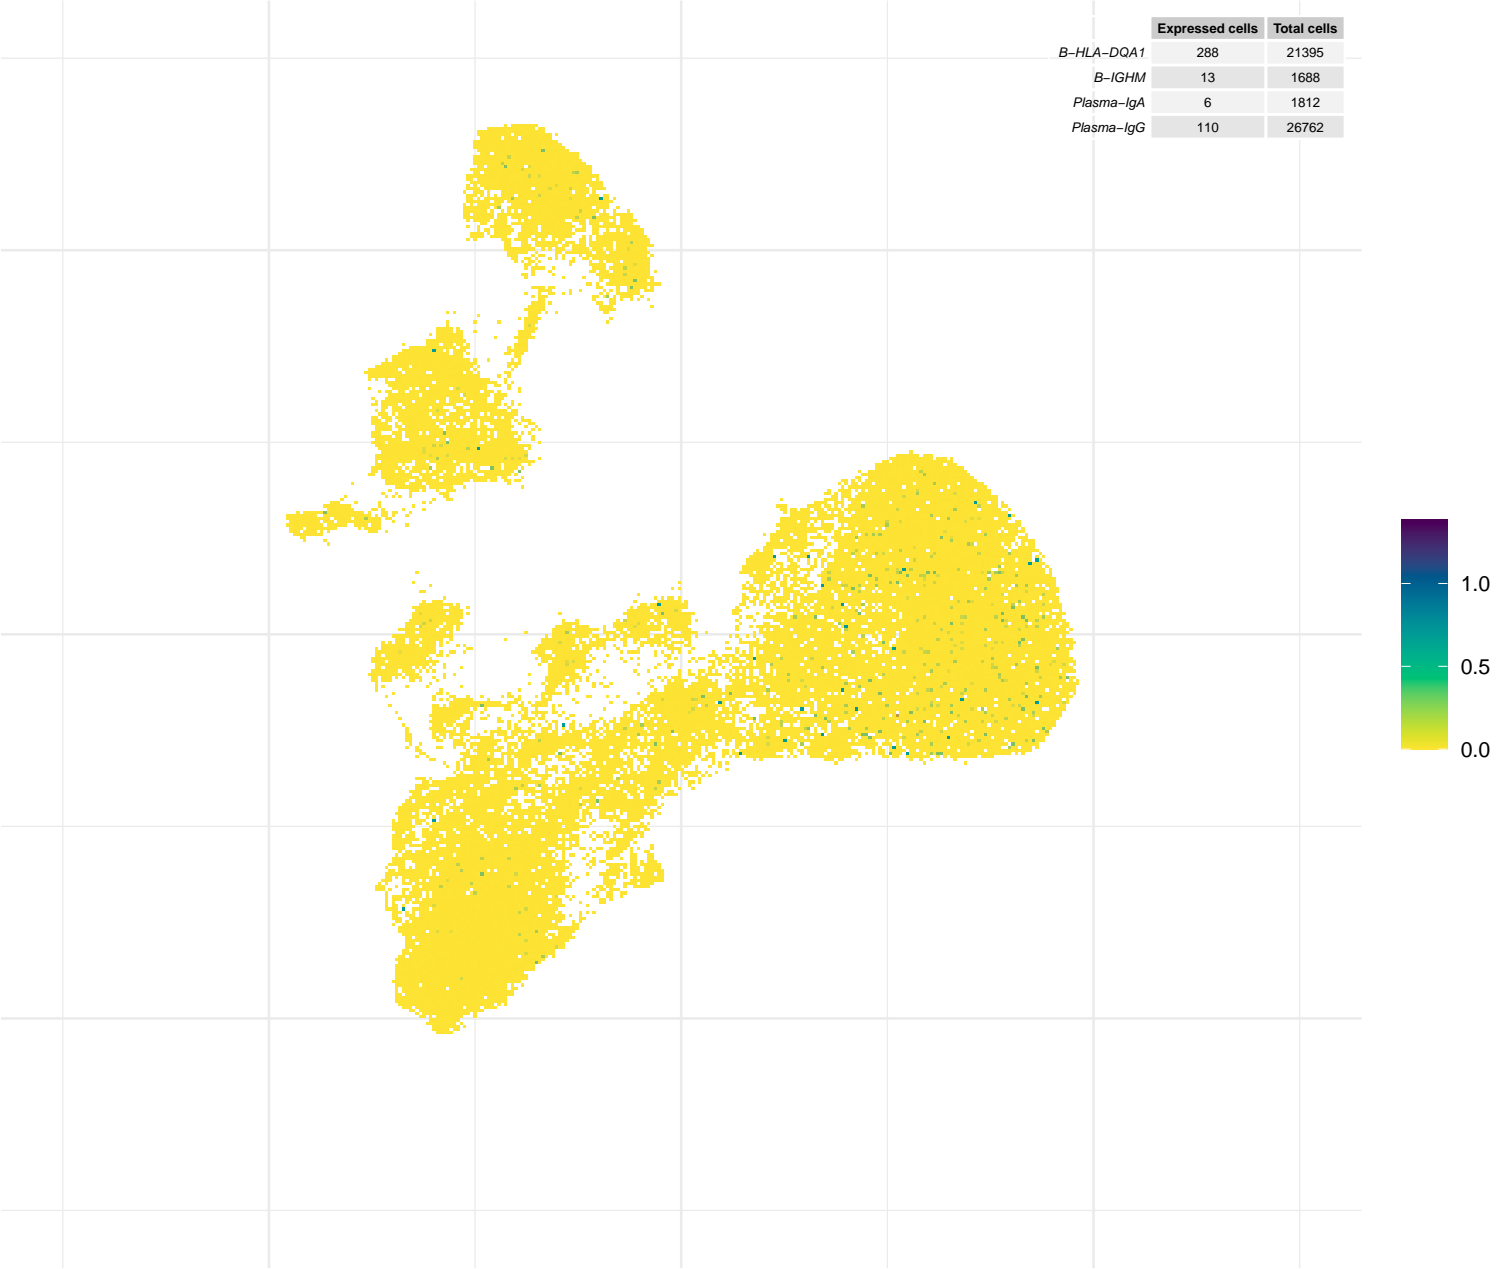 Expressed cells Total cells
B−HLA−DQA1 288 21395
B−IGHM 13 1688
Plasma−IgA 6 1812
Plasma−IgG 110 26762
1.0
0.5
0.0